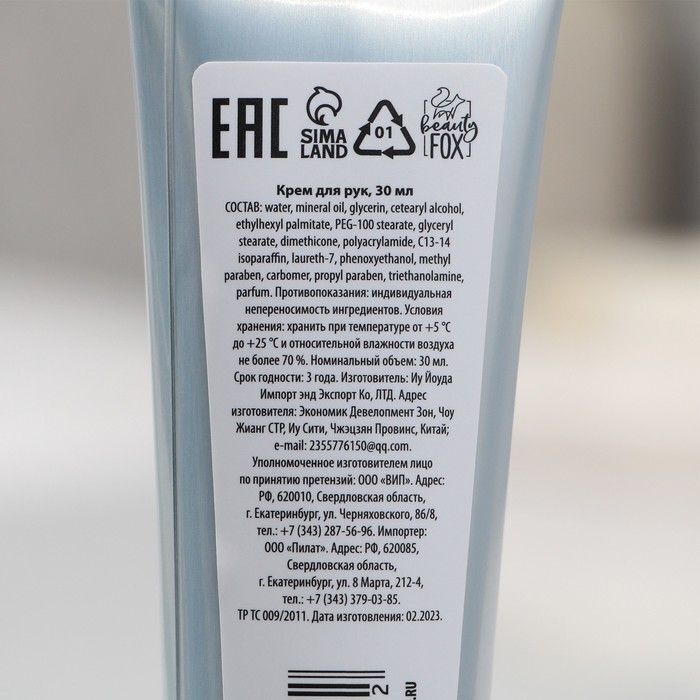 EAC
SIMA
LAND
01
beauty
FOX
Крем для рук, 30 мл
СОСТАВ: water, mineral oil, glycerin, cetearyl alcohol,
ethylhexyl palmitate, PEG-100 stearate, glyceryl
stearate, dimethicone, polyacrylamide, C13-14
isoparaffin, laureth-7, phenoxyethanol, methyl
paraben, carbomer, propyl paraben, triethanolamine,
parfum. Противопоказания: индивидуальная
непереносимость ингредиентов. Условия
хранения: хранить при температуре от +5 °C
до +25 °C и относительной влажности воздуха
не более 70 %. Номинальный объем: 30 мл.
Срок годности: 3 года. Изготовитель: Иу Йоуда
Импорт энд Экспорт Ко, ЛТД. Адрес
изготовителя: Экономик Девелопмент Зон, Чоу
Жианг СТР, Иу Сити, Чжэцзян Провинс, Китай;
e-mail: 2355776150@qq.com.
Уполномоченное изготовителем лицо
по принятию претензий: ООО «ВИП». Адрес:
РФ, 620010, Свердловская область,
г. Екатеринбург, ул. Черняховского, 86/8,
тел.: +7 (343) 287-56-96. Импортер:
ООО «Пилат». Адрес: РФ, 620085,
Свердловская область,
г. Екатеринбург, ул. 8 Марта, 212-4,
тел.: +7 (343) 379-03-85.
ТР ТС 009/2011. Дата изготовления: 02.2023.
2
.RU